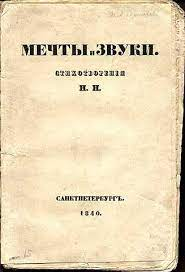 МЕЧТЫ и ЗВУКИ.
СТИХОТВОРЕНІЯ
Н. Н.
САНКТПЕТЕРБУРГЪ.
1840.